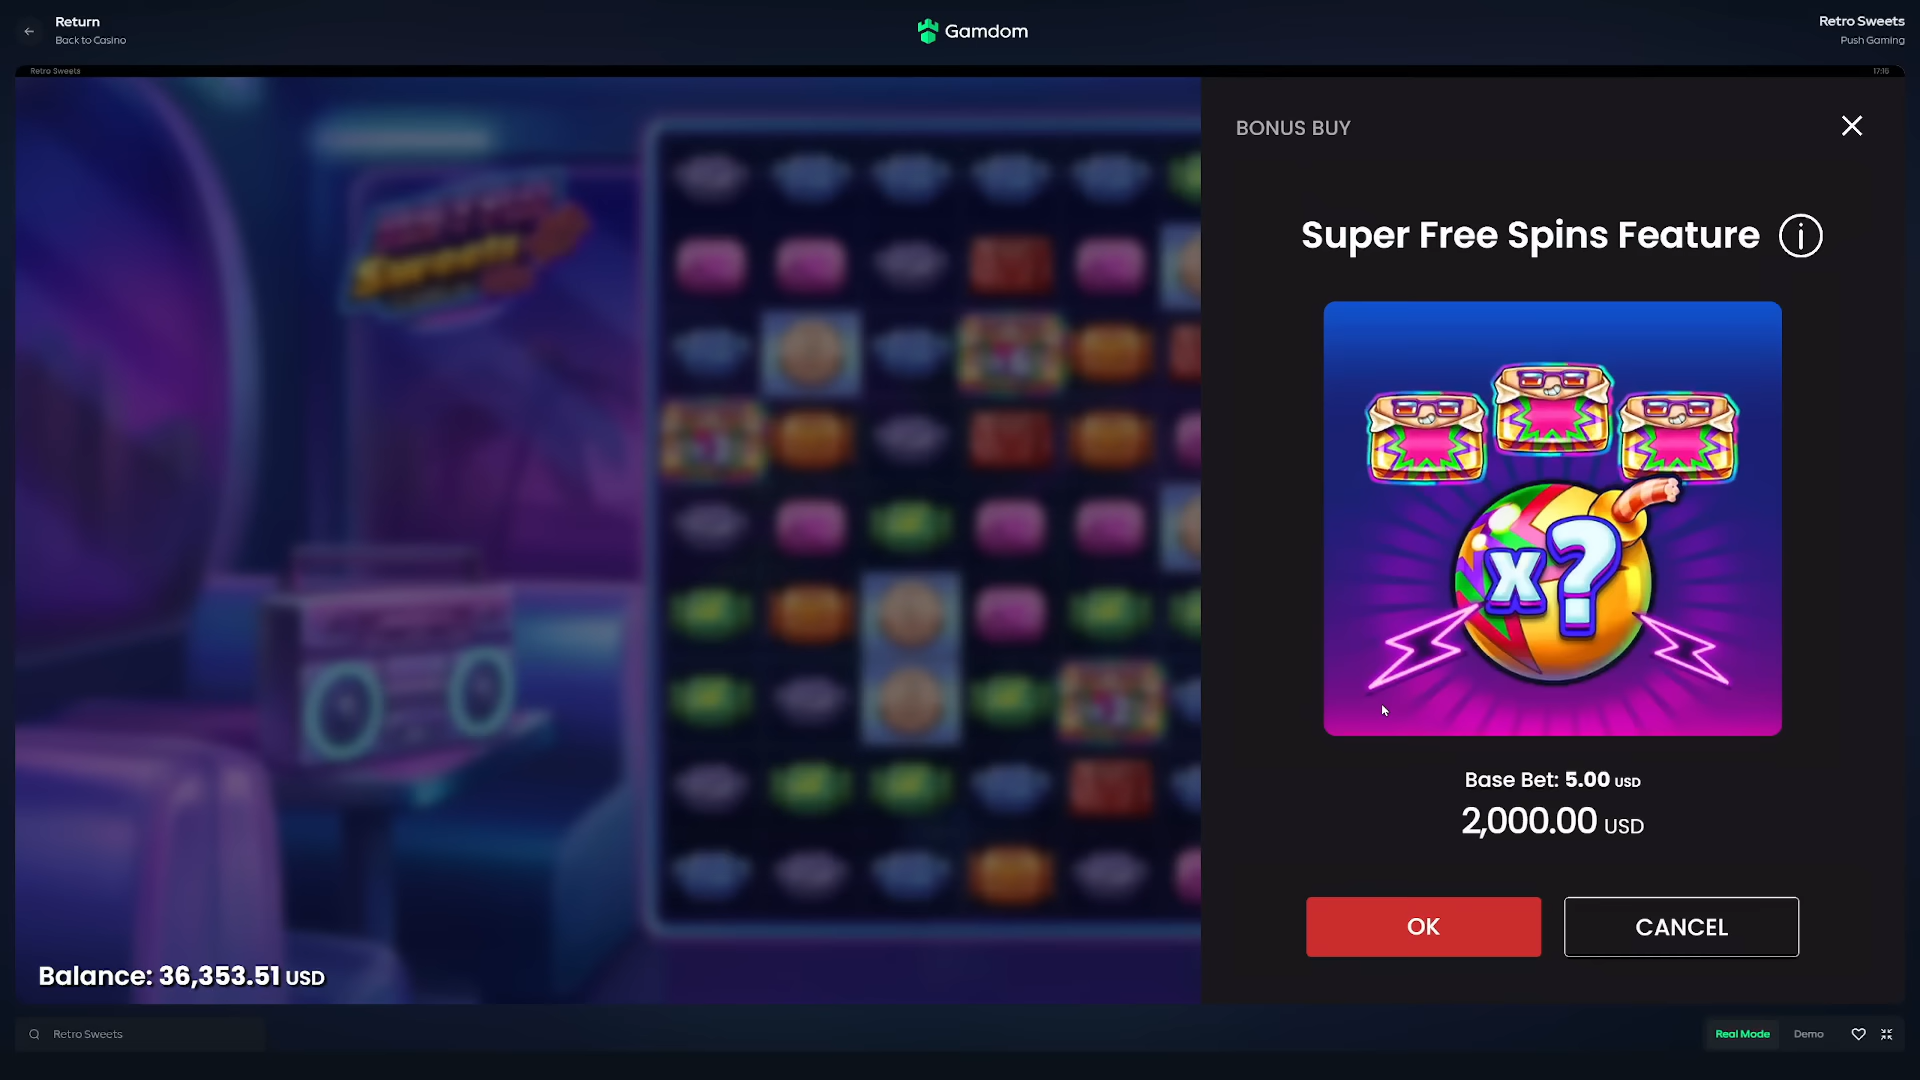 Return
Back to Casino
Gamdom
Retro Sweets
Push Gaming
Retro Sweets
17:16
BONUS BUY
Super Free Spins Feature
x?
Base Bet: 5.00 USD
2,000.00 USD
OK
CANCEL
Balance: 36,353.51 USD
Retro Sweets
Real Mode
Demo